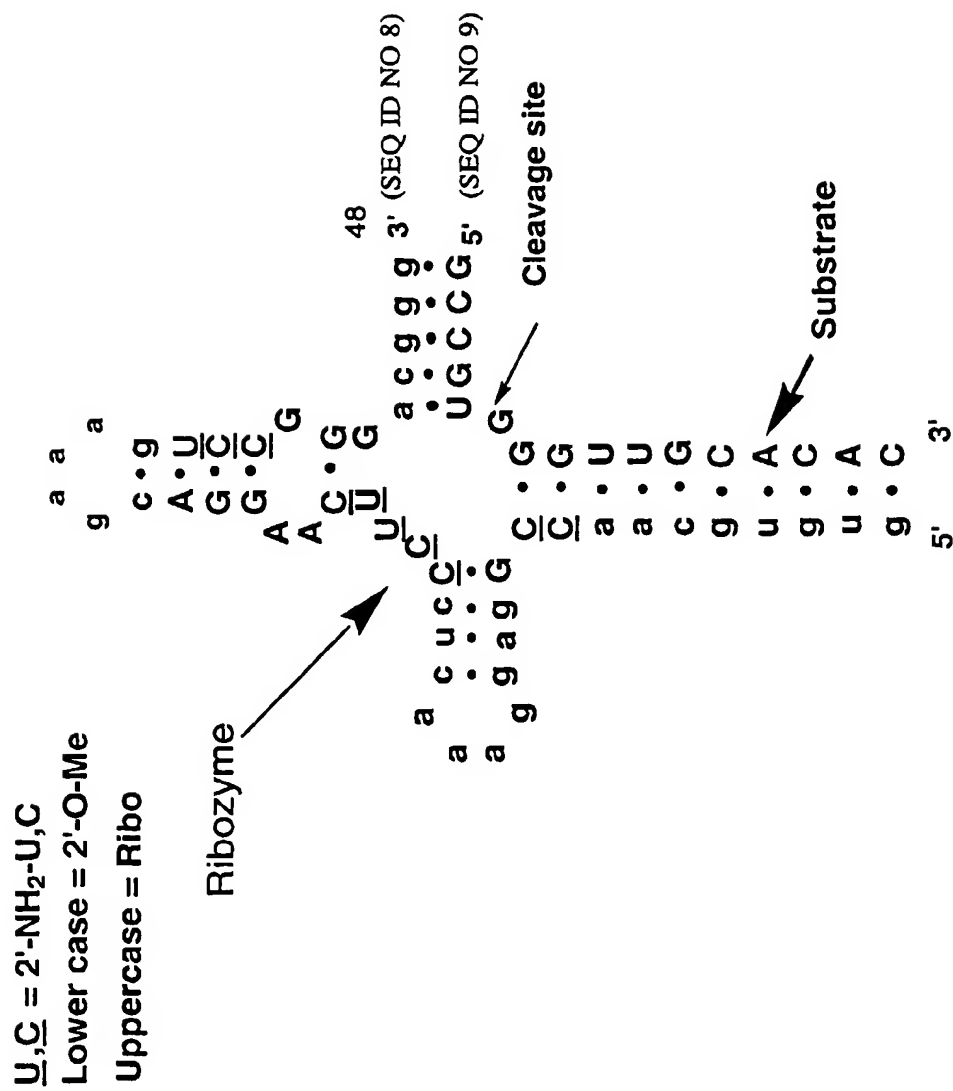 U,C = 2'-NH2-U,C
Lower case = 2'-O-Me
Uppercase = Ribo
Ribozyme
a a
g a
c • g
A • U
G • C
G • C
A G
A
C • G
U G
U
C
48
a c g g g 3' (SEQ ID NO 8)
• • • • •
U G C C G 5' (SEQ ID NO 9)
c u c C
• • • •
g a g G
a
a
a
g
G
Cleavage site
C • G
C • G
a • U
a • U
c • G
g • C
u • A
g • C
u • A
g • C
5' 3'
Substrate